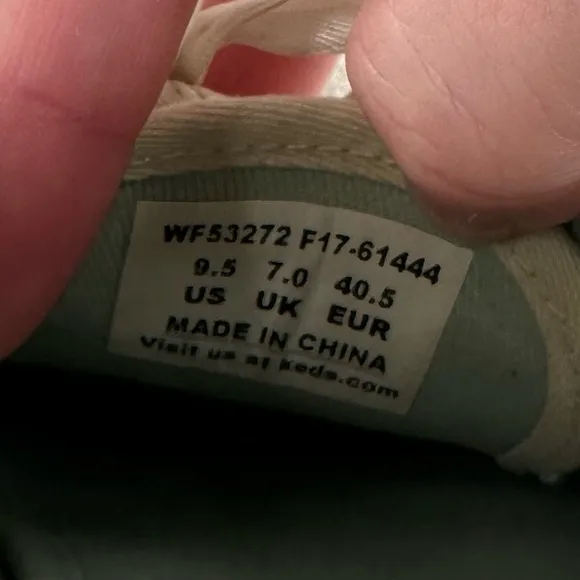 WF53272 F17-61444
9.5 7.0 40.5
US UK EUR
MADE IN CHINA
Visit us at keds.com